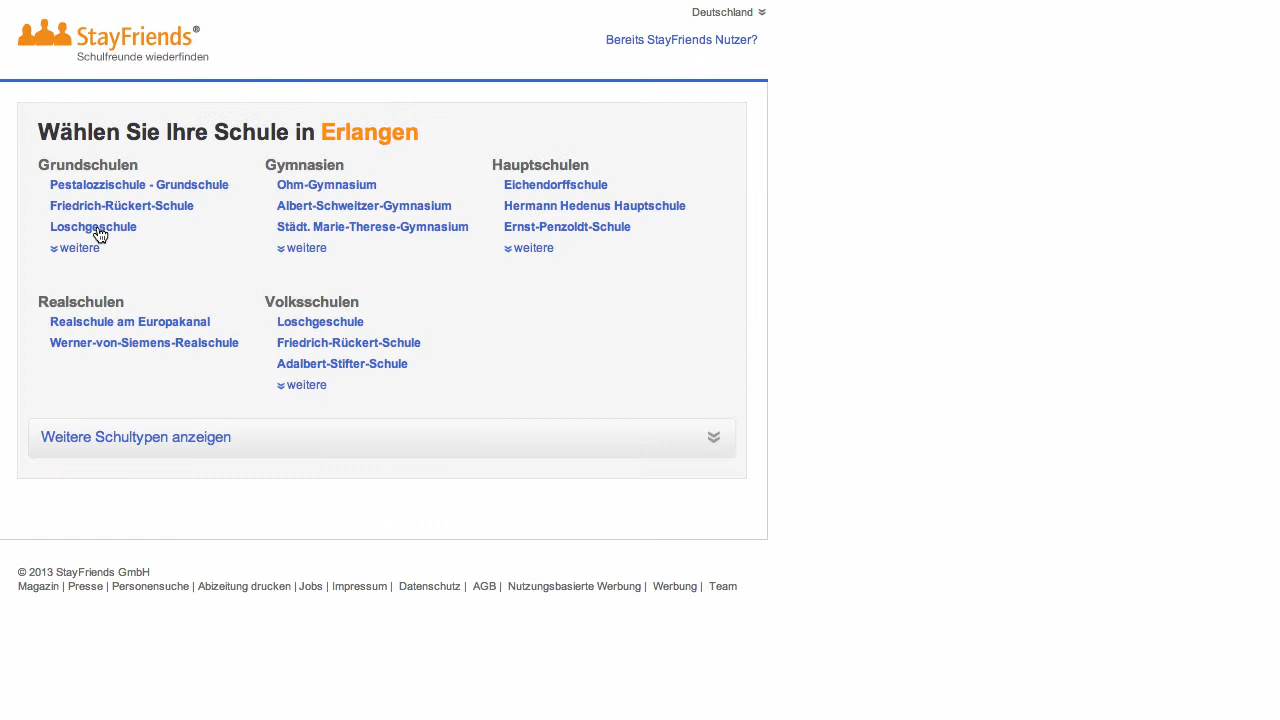 Deutschland
StayFriends®
Schulfreunde wiederfinden
Bereits StayFriends Nutzer?
Wählen Sie Ihre Schule in Erlangen
Grundschulen
Pestalozzischule - Grundschule
Friedrich-Rückert-Schule
Loschgeschule
weitere
Gymnasien
Ohm-Gymnasium
Albert-Schweitzer-Gymnasium
Städt. Marie-Therese-Gymnasium
weitere
Hauptschulen
Eichendorffschule
Hermann Hedenus Hauptschule
Ernst-Penzoldt-Schule
weitere
Realschulen
Realschule am Europakanal
Werner-von-Siemens-Realschule
Volksschulen
Loschgeschule
Friedrich-Rückert-Schule
Adalbert-Stifter-Schule
weitere
Weitere Schultypen anzeigen
© 2013 StayFriends GmbH
Magazin | Presse | Personensuche | Abizeitung drucken | Jobs | Impressum | Datenschutz | AGB | Nutzungsbasierte Werbung | Werbung | Team